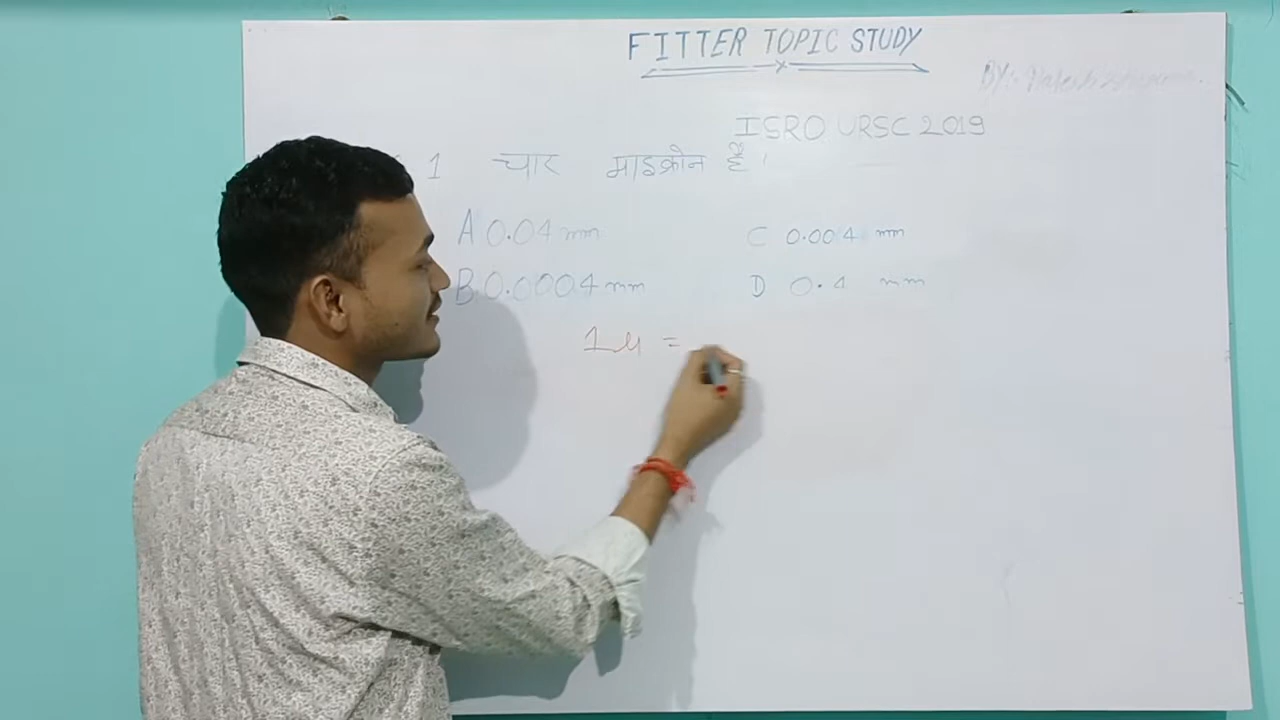 FITTER TOPIC STUDY
BY:
ISRO URSC 2019
1 चार माइक्रोन है।
A 0.04 mm C 0.004 mm
B 0.0004 mm D 0.4 mm
1μ =